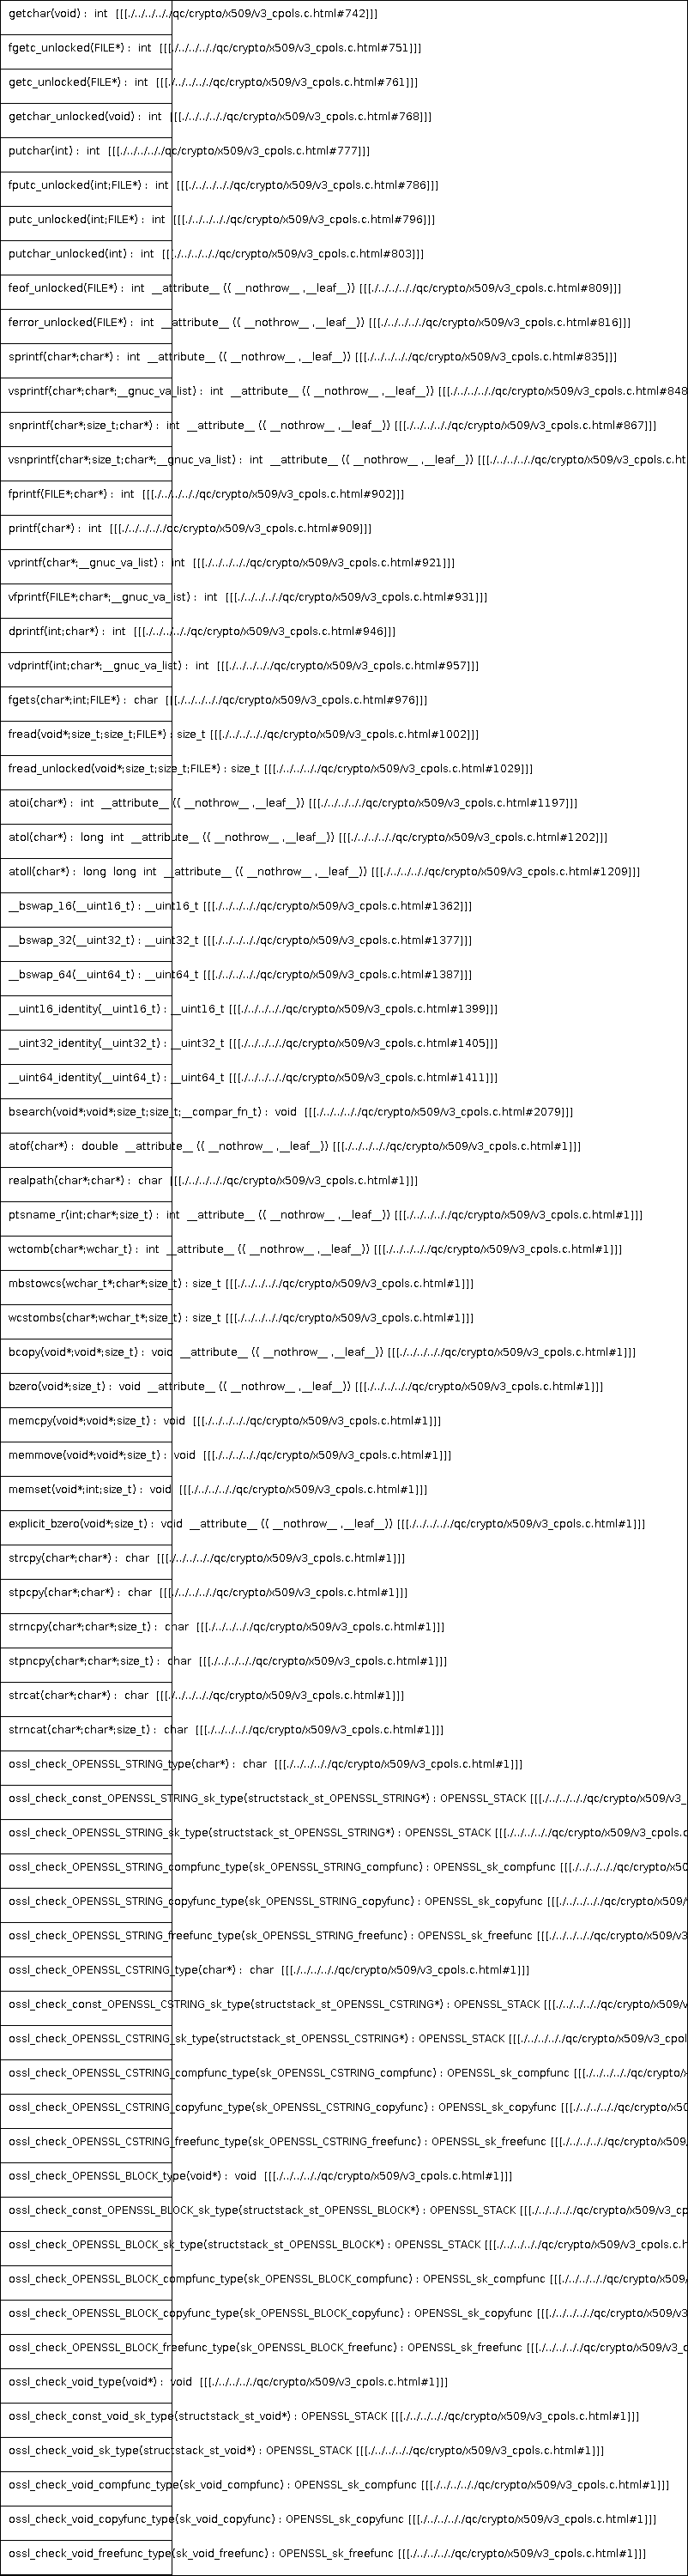 getchar(void) :  int  [[[./../../../../qc/crypto/x509/v3_cpols.c.html#742]]]
fgetc_unlocked(FILE*) :  int  [[[./../../../../qc/crypto/x509/v3_cpols.c.html#751]]]
getc_unlocked(FILE*) :  int  [[[./../../../../qc/crypto/x509/v3_cpols.c.html#761]]]
getchar_unlocked(void) :  int  [[[./../../../../qc/crypto/x509/v3_cpols.c.html#768]]]
putchar(int) :  int  [[[./../../../../qc/crypto/x509/v3_cpols.c.html#777]]]
fputc_unlocked(int;FILE*) :  int  [[[./../../../../qc/crypto/x509/v3_cpols.c.html#786]]]
putc_unlocked(int;FILE*) :  int  [[[./../../../../qc/crypto/x509/v3_cpols.c.html#796]]]
putchar_unlocked(int) :  int  [[[./../../../../qc/crypto/x509/v3_cpols.c.html#803]]]
feof_unlocked(FILE*) :  int  __attribute__ (( __nothrow__ ,__leaf__)) [[[./../../../../qc/crypto/x509/v3_cpols.c.html#809]]]
ferror_unlocked(FILE*) :  int  __attribute__ (( __nothrow__ ,__leaf__)) [[[./../../../../qc/crypto/x509/v3_cpols.c.html#816]]]
sprintf(char*;char*) :  int  __attribute__ (( __nothrow__ ,__leaf__)) [[[./../../../../qc/crypto/x509/v3_cpols.c.html#835]]]
vsprintf(char*;char*;__gnuc_va_list) :  int  __attribute__ (( __nothrow__ ,__leaf__)) [[[./../../../../qc/crypto/x509/v3_cpols.c.html#848
snprintf(char*;size_t;char*) :  int  __attribute__ (( __nothrow__ ,__leaf__)) [[[./../../../../qc/crypto/x509/v3_cpols.c.html#867]]]
vsnprintf(char*;size_t;char*;__gnuc_va_list) :  int  __attribute__ (( __nothrow__ ,__leaf__)) [[[./../../../../qc/crypto/x509/v3_cpols.c.ht
fprintf(FILE*;char*) :  int  [[[./../../../../qc/crypto/x509/v3_cpols.c.html#902]]]
printf(char*) :  int  [[[./../../../../qc/crypto/x509/v3_cpols.c.html#909]]]
vprintf(char*;__gnuc_va_list) :  int  [[[./../../../../qc/crypto/x509/v3_cpols.c.html#921]]]
vfprintf(FILE*;char*;__gnuc_va_list) :  int  [[[./../../../../qc/crypto/x509/v3_cpols.c.html#931]]]
dprintf(int;char*) :  int  [[[./../../../../qc/crypto/x509/v3_cpols.c.html#946]]]
vdprintf(int;char*;__gnuc_va_list) :  int  [[[./../../../../qc/crypto/x509/v3_cpols.c.html#957]]]
fgets(char*;int;FILE*) :  char  [[[./../../../../qc/crypto/x509/v3_cpols.c.html#976]]]
fread(void*;size_t;size_t;FILE*) : size_t [[[./../../../../qc/crypto/x509/v3_cpols.c.html#1002]]]
fread_unlocked(void*;size_t;size_t;FILE*) : size_t [[[./../../../../qc/crypto/x509/v3_cpols.c.html#1029]]]
atoi(char*) :  int  __attribute__ (( __nothrow__ ,__leaf__)) [[[./../../../../qc/crypto/x509/v3_cpols.c.html#1197]]]
atol(char*) :  long  int  __attribute__ (( __nothrow__ ,__leaf__)) [[[./../../../../qc/crypto/x509/v3_cpols.c.html#1202]]]
atoll(char*) :  long  long  int  __attribute__ (( __nothrow__ ,__leaf__)) [[[./../../../../qc/crypto/x509/v3_cpols.c.html#1209]]]
__bswap_16(__uint16_t) : __uint16_t [[[./../../../../qc/crypto/x509/v3_cpols.c.html#1362]]]
__bswap_32(__uint32_t) : __uint32_t [[[./../../../../qc/crypto/x509/v3_cpols.c.html#1377]]]
__bswap_64(__uint64_t) : __uint64_t [[[./../../../../qc/crypto/x509/v3_cpols.c.html#1387]]]
__uint16_identity(__uint16_t) : __uint16_t [[[./../../../../qc/crypto/x509/v3_cpols.c.html#1399]]]
__uint32_identity(__uint32_t) : __uint32_t [[[./../../../../qc/crypto/x509/v3_cpols.c.html#1405]]]
__uint64_identity(__uint64_t) : __uint64_t [[[./../../../../qc/crypto/x509/v3_cpols.c.html#1411]]]
bsearch(void*;void*;size_t;size_t;__compar_fn_t) :  void  [[[./../../../../qc/crypto/x509/v3_cpols.c.html#2079]]]
atof(char*) :  double  __attribute__ (( __nothrow__ ,__leaf__)) [[[./../../../../qc/crypto/x509/v3_cpols.c.html#1]]]
realpath(char*;char*) :  char  [[[./../../../../qc/crypto/x509/v3_cpols.c.html#1]]]
ptsname_r(int;char*;size_t) :  int  __attribute__ (( __nothrow__ ,__leaf__)) [[[./../../../../qc/crypto/x509/v3_cpols.c.html#1]]]
wctomb(char*;wchar_t) :  int  __attribute__ (( __nothrow__ ,__leaf__)) [[[./../../../../qc/crypto/x509/v3_cpols.c.html#1]]]
mbstowcs(wchar_t*;char*;size_t) : size_t [[[./../../../../qc/crypto/x509/v3_cpols.c.html#1]]]
wcstombs(char*;wchar_t*;size_t) : size_t [[[./../../../../qc/crypto/x509/v3_cpols.c.html#1]]]
bcopy(void*;void*;size_t) :  void  __attribute__ (( __nothrow__ ,__leaf__)) [[[./../../../../qc/crypto/x509/v3_cpols.c.html#1]]]
bzero(void*;size_t) :  void  __attribute__ (( __nothrow__ ,__leaf__)) [[[./../../../../qc/crypto/x509/v3_cpols.c.html#1]]]
memcpy(void*;void*;size_t) :  void  [[[./../../../../qc/crypto/x509/v3_cpols.c.html#1]]]
memmove(void*;void*;size_t) :  void  [[[./../../../../qc/crypto/x509/v3_cpols.c.html#1]]]
memset(void*;int;size_t) :  void  [[[./../../../../qc/crypto/x509/v3_cpols.c.html#1]]]
explicit_bzero(void*;size_t) :  void  __attribute__ (( __nothrow__ ,__leaf__)) [[[./../../../../qc/crypto/x509/v3_cpols.c.html#1]]]
strcpy(char*;char*) :  char  [[[./../../../../qc/crypto/x509/v3_cpols.c.html#1]]]
stpcpy(char*;char*) :  char  [[[./../../../../qc/crypto/x509/v3_cpols.c.html#1]]]
strncpy(char*;char*;size_t) :  char  [[[./../../../../qc/crypto/x509/v3_cpols.c.html#1]]]
stpncpy(char*;char*;size_t) :  char  [[[./../../../../qc/crypto/x509/v3_cpols.c.html#1]]]
strcat(char*;char*) :  char  [[[./../../../../qc/crypto/x509/v3_cpols.c.html#1]]]
strncat(char*;char*;size_t) :  char  [[[./../../../../qc/crypto/x509/v3_cpols.c.html#1]]]
ossl_check_OPENSSL_STRING_type(char*) :  char  [[[./../../../../qc/crypto/x509/v3_cpols.c.html#1]]]
ossl_check_const_OPENSSL_STRING_sk_type(structstack_st_OPENSSL_STRING*) : OPENSSL_STACK [[[./../../../../qc/crypto/x509/v3_
ossl_check_OPENSSL_STRING_sk_type(structstack_st_OPENSSL_STRING*) : OPENSSL_STACK [[[./../../../../qc/crypto/x509/v3_cpols.c
ossl_check_OPENSSL_STRING_compfunc_type(sk_OPENSSL_STRING_compfunc) : OPENSSL_sk_compfunc [[[./../../../../qc/crypto/x50
ossl_check_OPENSSL_STRING_copyfunc_type(sk_OPENSSL_STRING_copyfunc) : OPENSSL_sk_copyfunc [[[./../../../../qc/crypto/x509/
ossl_check_OPENSSL_STRING_freefunc_type(sk_OPENSSL_STRING_freefunc) : OPENSSL_sk_freefunc [[[./../../../../qc/crypto/x509/v3
ossl_check_OPENSSL_CSTRING_type(char*) :  char  [[[./../../../../qc/crypto/x509/v3_cpols.c.html#1]]]
ossl_check_const_OPENSSL_CSTRING_sk_type(structstack_st_OPENSSL_CSTRING*) : OPENSSL_STACK [[[./../../../../qc/crypto/x509/v
ossl_check_OPENSSL_CSTRING_sk_type(structstack_st_OPENSSL_CSTRING*) : OPENSSL_STACK [[[./../../../../qc/crypto/x509/v3_cpol
ossl_check_OPENSSL_CSTRING_compfunc_type(sk_OPENSSL_CSTRING_compfunc) : OPENSSL_sk_compfunc [[[./../../../../qc/crypto/x
ossl_check_OPENSSL_CSTRING_copyfunc_type(sk_OPENSSL_CSTRING_copyfunc) : OPENSSL_sk_copyfunc [[[./../../../../qc/crypto/x50
ossl_check_OPENSSL_CSTRING_freefunc_type(sk_OPENSSL_CSTRING_freefunc) : OPENSSL_sk_freefunc [[[./../../../../qc/crypto/x509/
ossl_check_OPENSSL_BLOCK_type(void*) :  void  [[[./../../../../qc/crypto/x509/v3_cpols.c.html#1]]]
ossl_check_const_OPENSSL_BLOCK_sk_type(structstack_st_OPENSSL_BLOCK*) : OPENSSL_STACK [[[./../../../../qc/crypto/x509/v3_cp
ossl_check_OPENSSL_BLOCK_sk_type(structstack_st_OPENSSL_BLOCK*) : OPENSSL_STACK [[[./../../../../qc/crypto/x509/v3_cpols.c.h
ossl_check_OPENSSL_BLOCK_compfunc_type(sk_OPENSSL_BLOCK_compfunc) : OPENSSL_sk_compfunc [[[./../../../../qc/crypto/x509/
ossl_check_OPENSSL_BLOCK_copyfunc_type(sk_OPENSSL_BLOCK_copyfunc) : OPENSSL_sk_copyfunc [[[./../../../../qc/crypto/x509/v3
ossl_check_OPENSSL_BLOCK_freefunc_type(sk_OPENSSL_BLOCK_freefunc) : OPENSSL_sk_freefunc [[[./../../../../qc/crypto/x509/v3_c
ossl_check_void_type(void*) :  void  [[[./../../../../qc/crypto/x509/v3_cpols.c.html#1]]]
ossl_check_const_void_sk_type(structstack_st_void*) : OPENSSL_STACK [[[./../../../../qc/crypto/x509/v3_cpols.c.html#1]]]
ossl_check_void_sk_type(structstack_st_void*) : OPENSSL_STACK [[[./../../../../qc/crypto/x509/v3_cpols.c.html#1]]]
ossl_check_void_compfunc_type(sk_void_compfunc) : OPENSSL_sk_compfunc [[[./../../../../qc/crypto/x509/v3_cpols.c.html#1]]]
ossl_check_void_copyfunc_type(sk_void_copyfunc) : OPENSSL_sk_copyfunc [[[./../../../../qc/crypto/x509/v3_cpols.c.html#1]]]
ossl_check_void_freefunc_type(sk_void_freefunc) : OPENSSL_sk_freefunc [[[./../../../../qc/crypto/x509/v3_cpols.c.html#1]]]